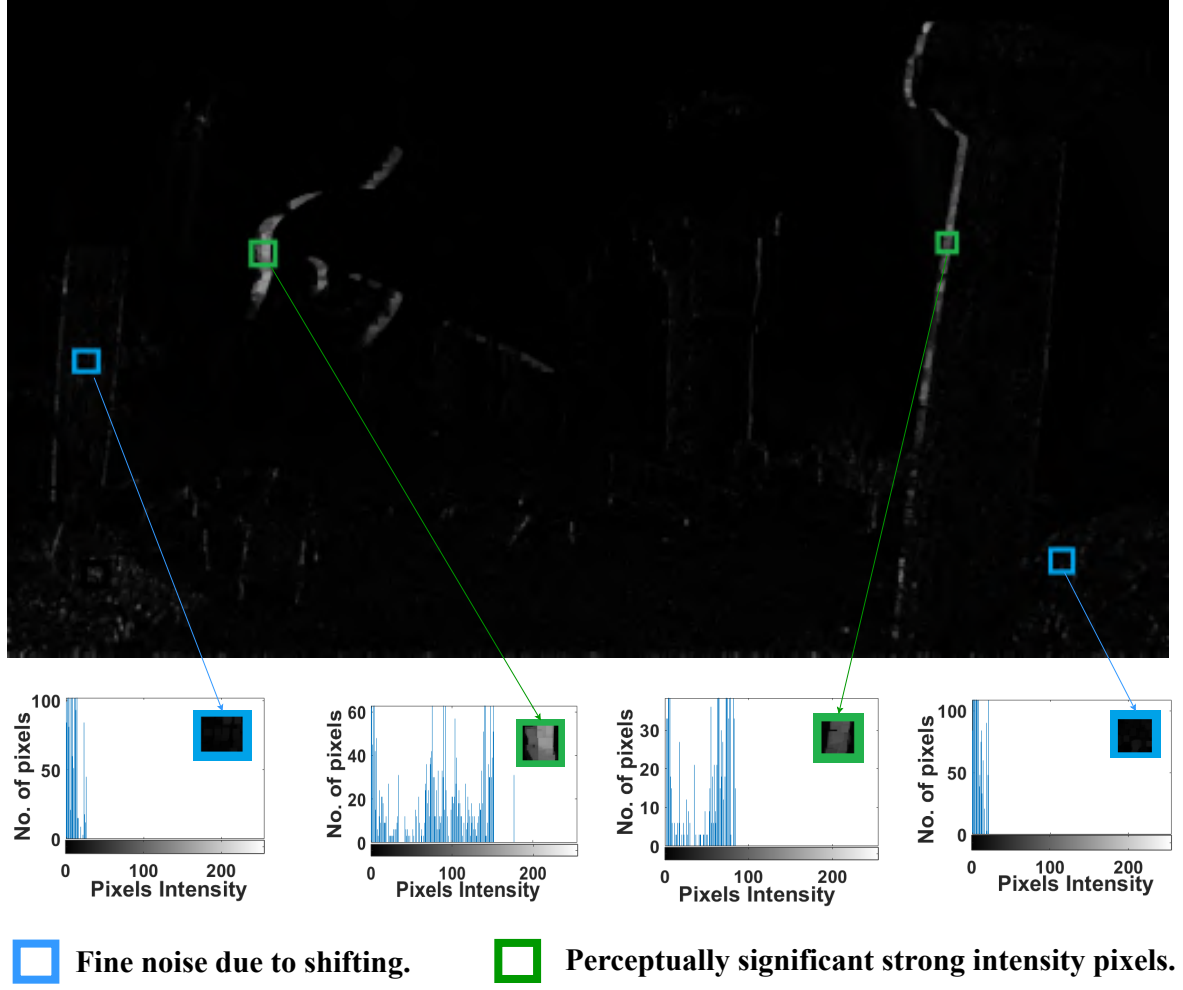 100
50
0
No. of pixels
0 100 200
Pixels Intensity
60
40
20
0
No. of pixels
0 100 200
Pixels Intensity
30
20
10
0
No. of pixels
0 100 200
Pixels Intensity
100
50
0
No. of pixels
0 100 200
Pixels Intensity
Fine noise due to shifting.
Perceptually significant strong intensity pixels.